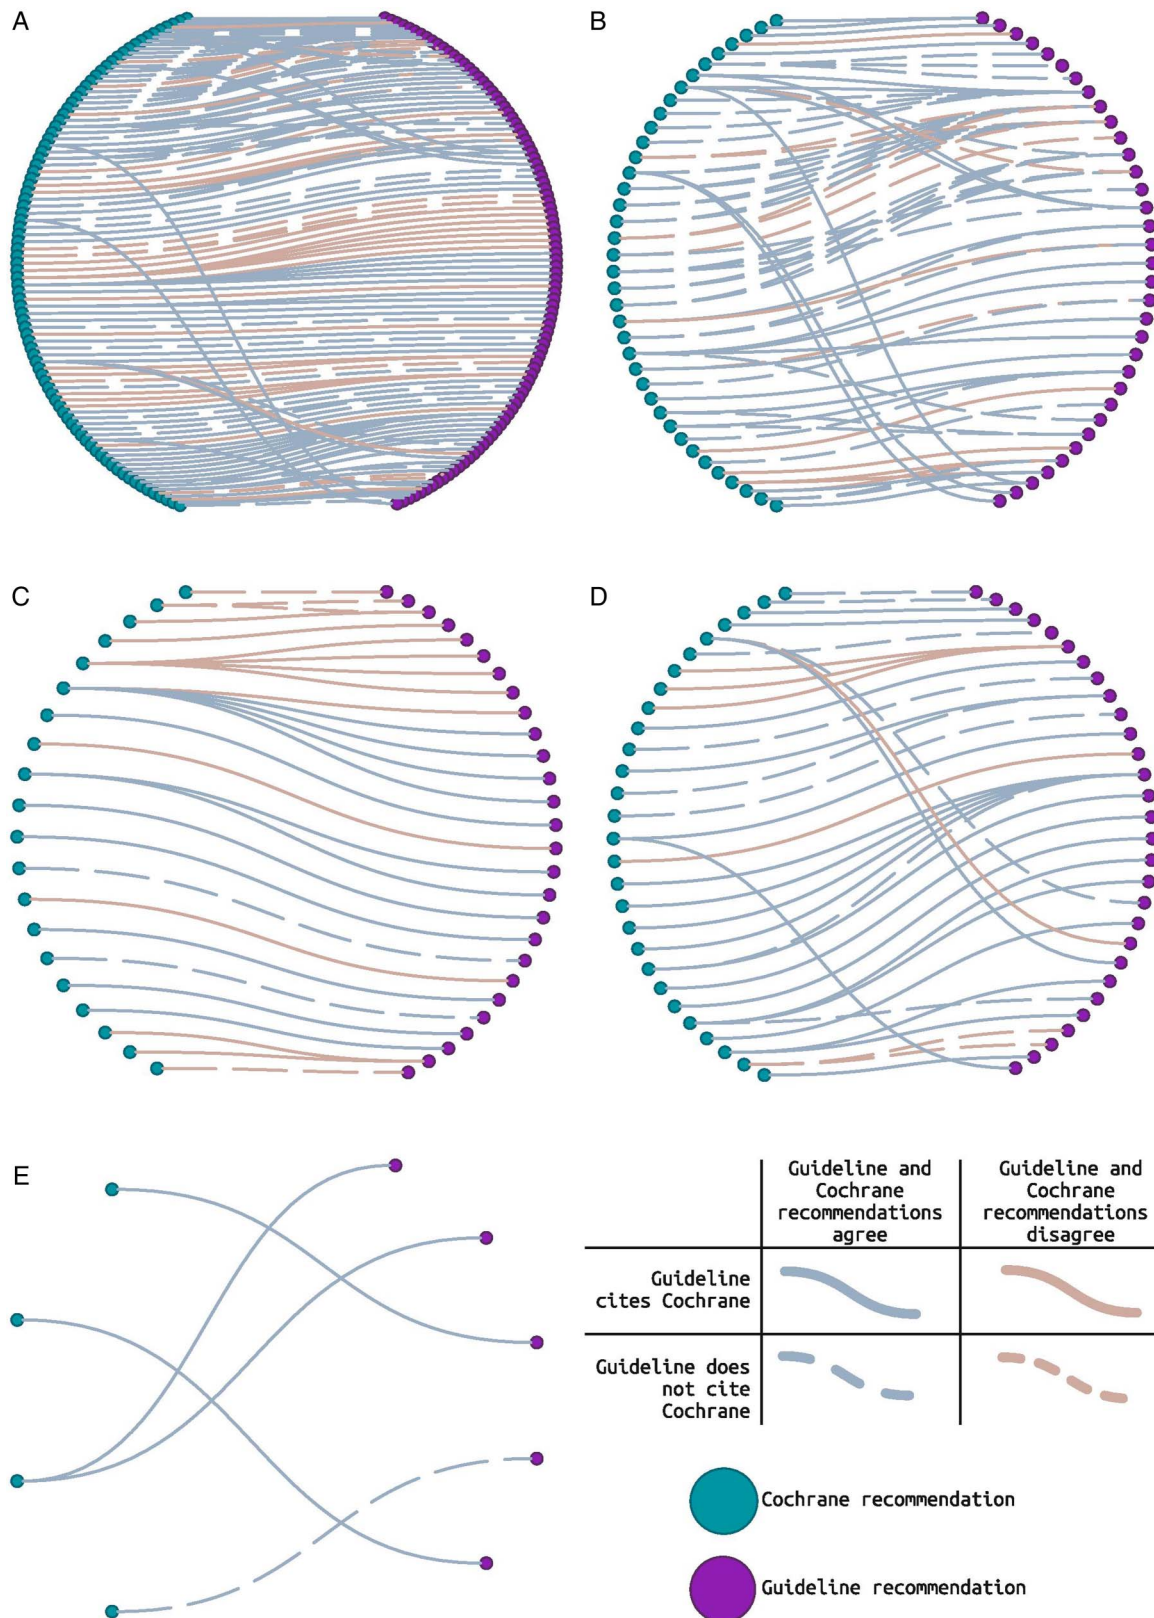 A
B
C
D
E
Guideline and
Cochrane
recommendations
agree
Guideline and
Cochrane
recommendations
disagree
Guideline
cites Cochrane
Guideline does
not cite
Cochrane
Cochrane recommendation
Guideline recommendation